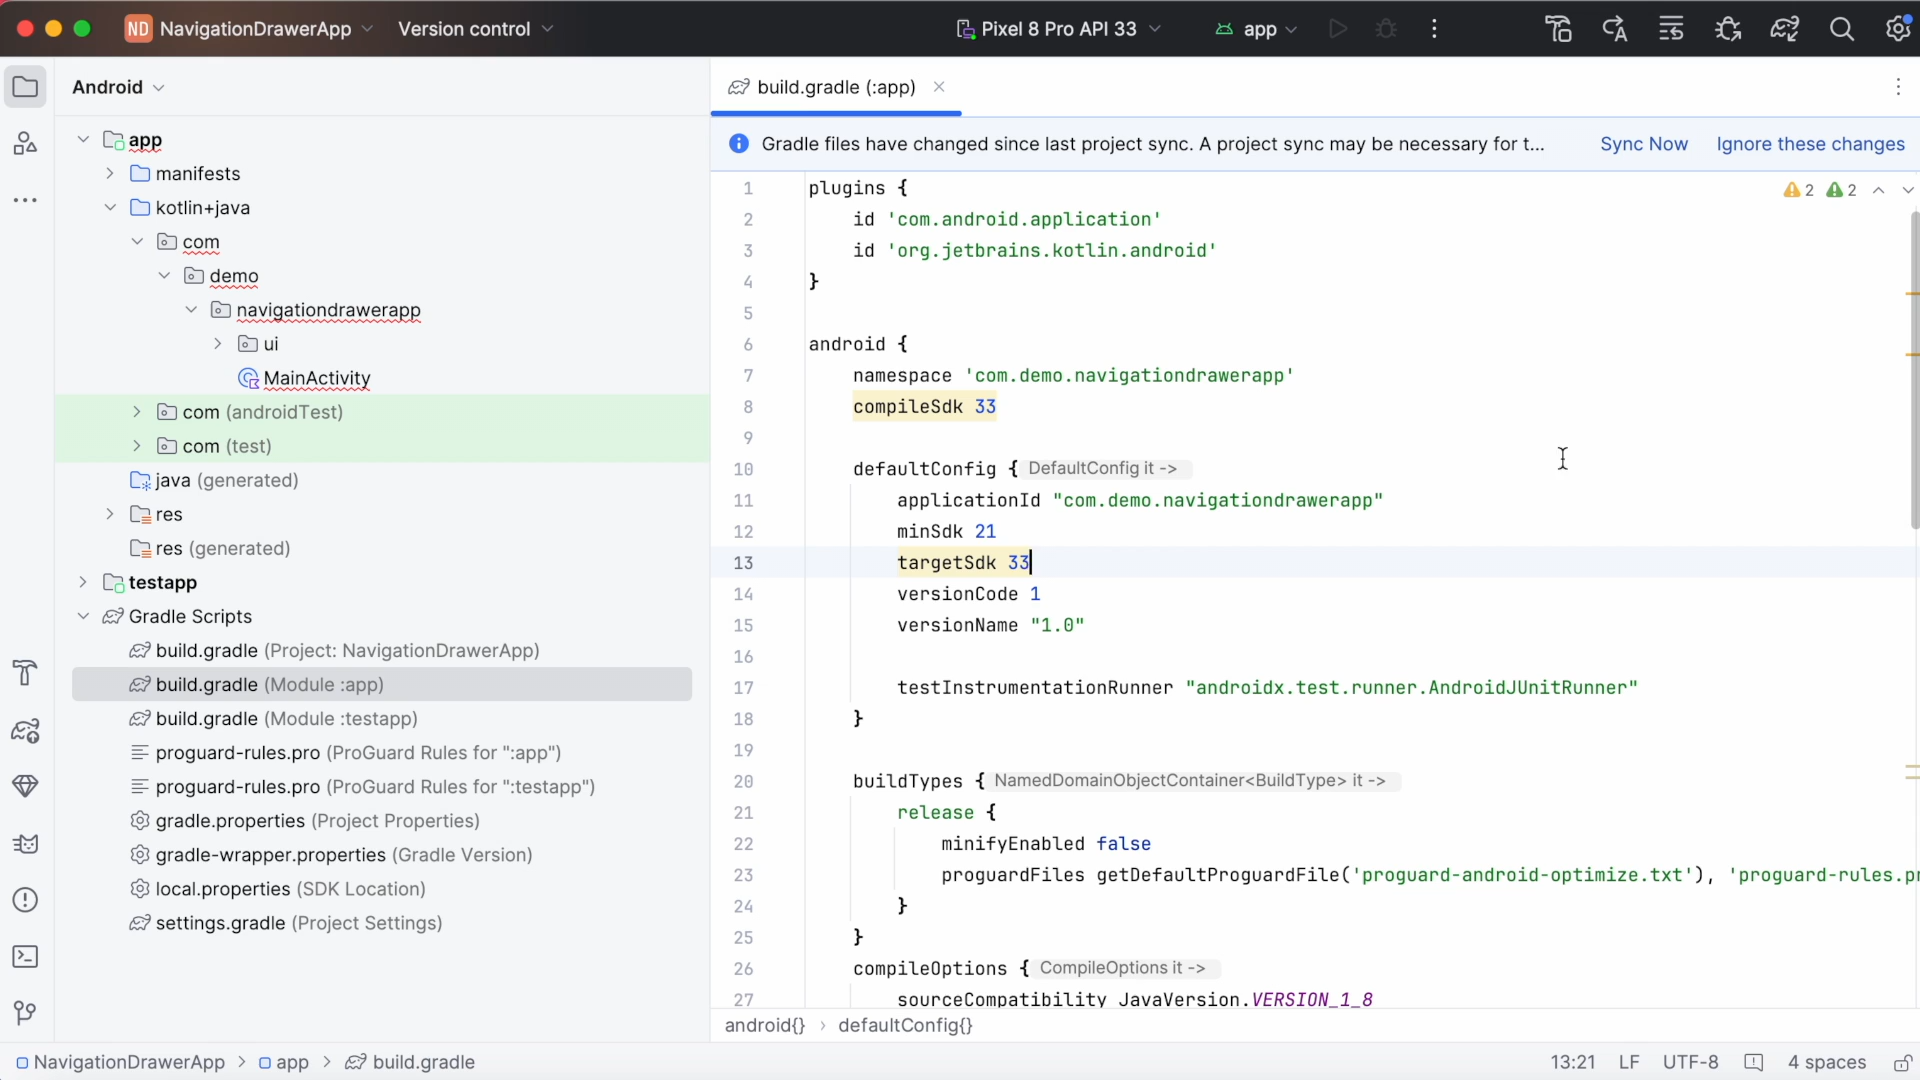 ND NavigationDrawerApp Version control Pixel 8 Pro API 33 app
Android
app
manifests
kotlin+java
com
demo
navigationdrawerapp
ui
MainActivity
com (androidTest)
com (test)
java (generated)
res
res (generated)
testapp
Gradle Scripts
build.gradle (Project: NavigationDrawerApp)
build.gradle (Module :app)
build.gradle (Module :testapp)
proguard-rules.pro (ProGuard Rules for ":app")
proguard-rules.pro (ProGuard Rules for ":testapp")
gradle.properties (Project Properties)
gradle-wrapper.properties (Gradle Version)
local.properties (SDK Location)
settings.gradle (Project Settings)
build.gradle (:app)
Gradle files have changed since last project sync. A project sync may be necessary for t... Sync Now Ignore these changes
2 2
1 plugins {
2 id 'com.android.application'
3 id 'org.jetbrains.kotlin.android'
4 }
5
6 android {
7 namespace 'com.demo.navigationdrawerapp'
8 compileSdk 33
9
10 defaultConfig { DefaultConfig it ->
11 applicationId "com.demo.navigationdrawerapp"
12 minSdk 21
13 targetSdk 33
14 versionCode 1
15 versionName "1.0"
16
17 testInstrumentationRunner "androidx.test.runner.AndroidJUnitRunner"
18 }
19
20 buildTypes { NamedDomainObjectContainer<BuildType> it ->
21 release {
22 minifyEnabled false
23 proguardFiles getDefaultProguardFile('proguard-android-optimize.txt'), 'proguard-rules.pr
24 }
25 }
26 compileOptions { CompileOptions it ->
27 sourceCompatibility JavaVersion.VERSION_1_8
android{} › defaultConfig{}
NavigationDrawerApp > app > build.gradle 13:21 LF UTF-8 4 spaces